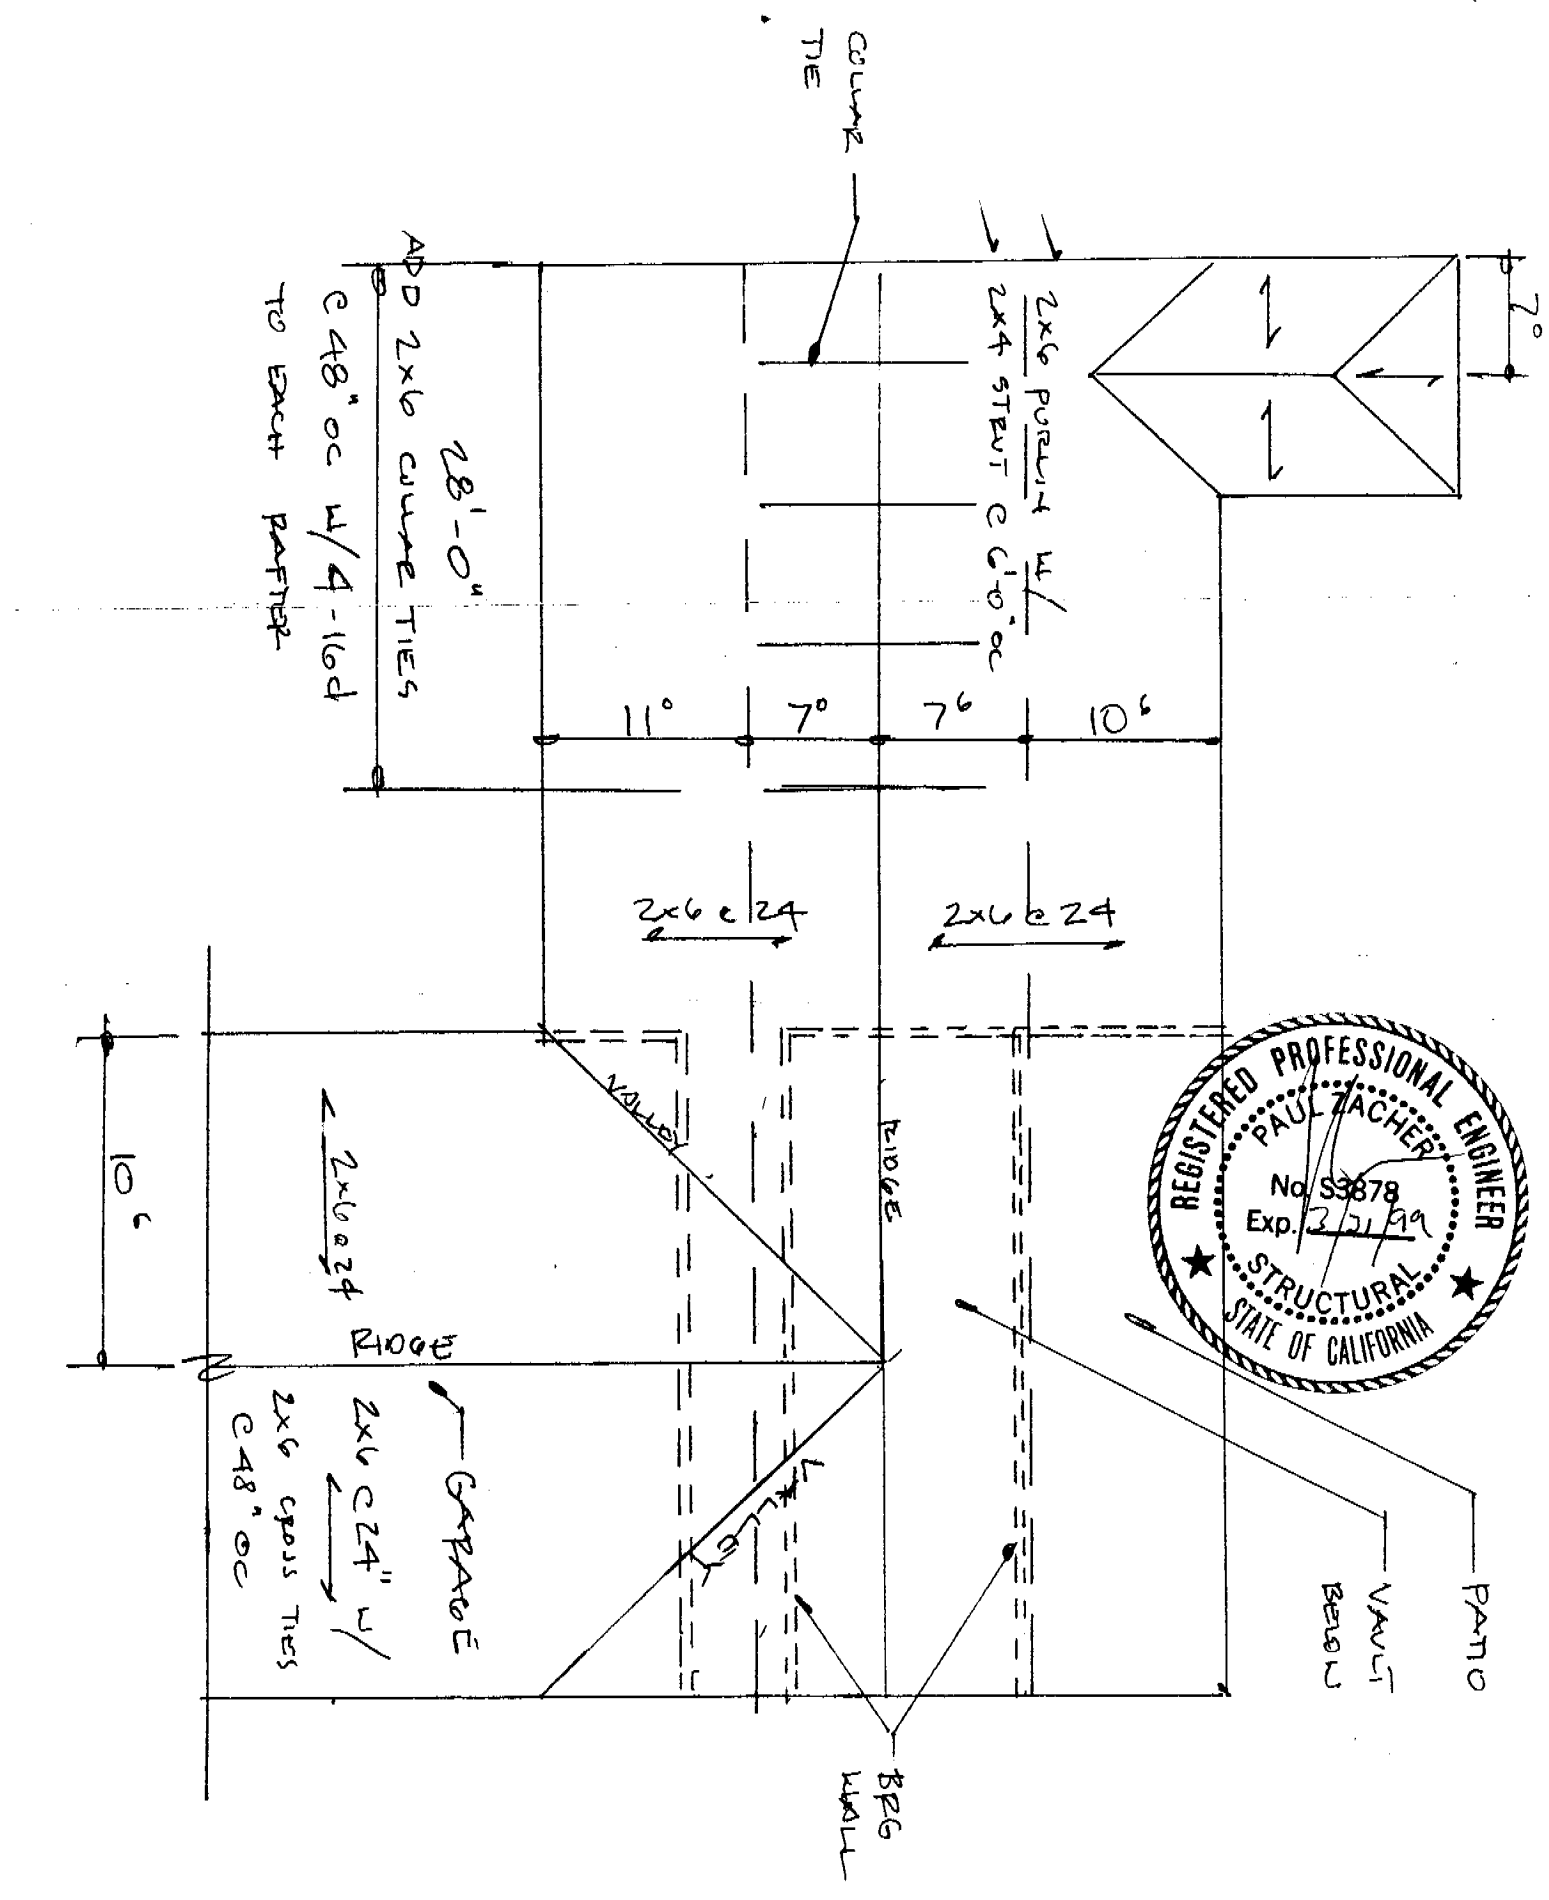 COLLAR
TIE
7⁰
2x6 PURLIN W/
2x4 STRUT @ 6'-0" OC
28'-0"
ADD 2x6 COLLAR TIES
@ 48" OC W/ 4-16d
TO EACH RAFTER
11⁰
7⁰
7⁶
10⁶
2x6 @ 24
2x6 @ 24
REGISTERED PROFESSIONAL ENGINEER
PAUL ZACHER
No. S3878
Exp. 3 31 99
STRUCTURAL
STATE OF CALIFORNIA
VALLEY
RIDGE
2x6 @ 24
10⁶
RIDGE
GARAGE
2x6 @ 24" W/
2x6 CROSS TIES
@ 48" OC
VALLEY
PATIO
VAULT
BELOW
BRG
WALL